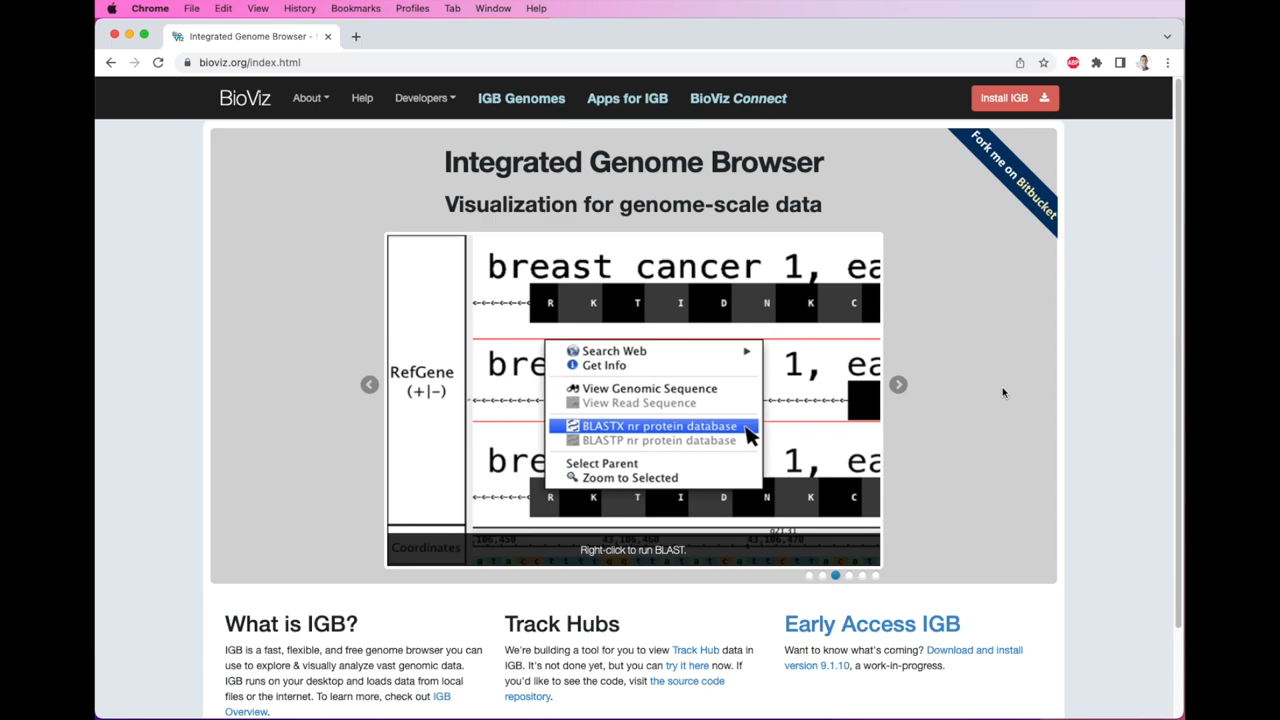 Chrome File Edit View History Bookmarks Profiles Tab Window Help
Integrated Genome Browser -
bioviz.org/index.html
ABP
BioViz About Help Developers IGB Genomes Apps for IGB BioViz Connect Install IGB
Fork me on Bitbucket
Integrated Genome Browser
Visualization for genome-scale data
breast cancer 1, ea
R K T I D N K C
Search Web
Get Info
bre 1, ea
RefGene
(+|-)
View Genomic Sequence
View Read Sequence
BLASTX nr protein database
BLASTP nr protein database
bre 1, ea
Select Parent
Zoom to Selected
R K T I D N K C
,106,450 43,106,460 43,106,470
Coordinates
Right-click to run BLAST.
What is IGB?
IGB is a fast, flexible, and free genome browser you can
use to explore & visually analyze vast genomic data.
IGB runs on your desktop and loads data from local
files or the internet. To learn more, check out IGB
Overview.
Track Hubs
We're building a tool for you to view Track Hub data in
IGB. It's not done yet, but you can try it here now. If
you'd like to see the code, visit the source code
repository.
Early Access IGB
Want to know what's coming? Download and install
version 9.1.10, a work-in-progress.